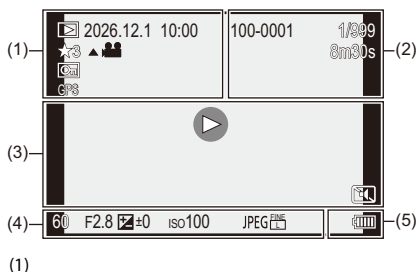 2026.12.1 10:00 100-0001 1/999
(1) (2)
3 8m30s
GPS
(3)
(4) 60 F2.8 ±0 ISO100 JPEG FINE L (5)
(1)